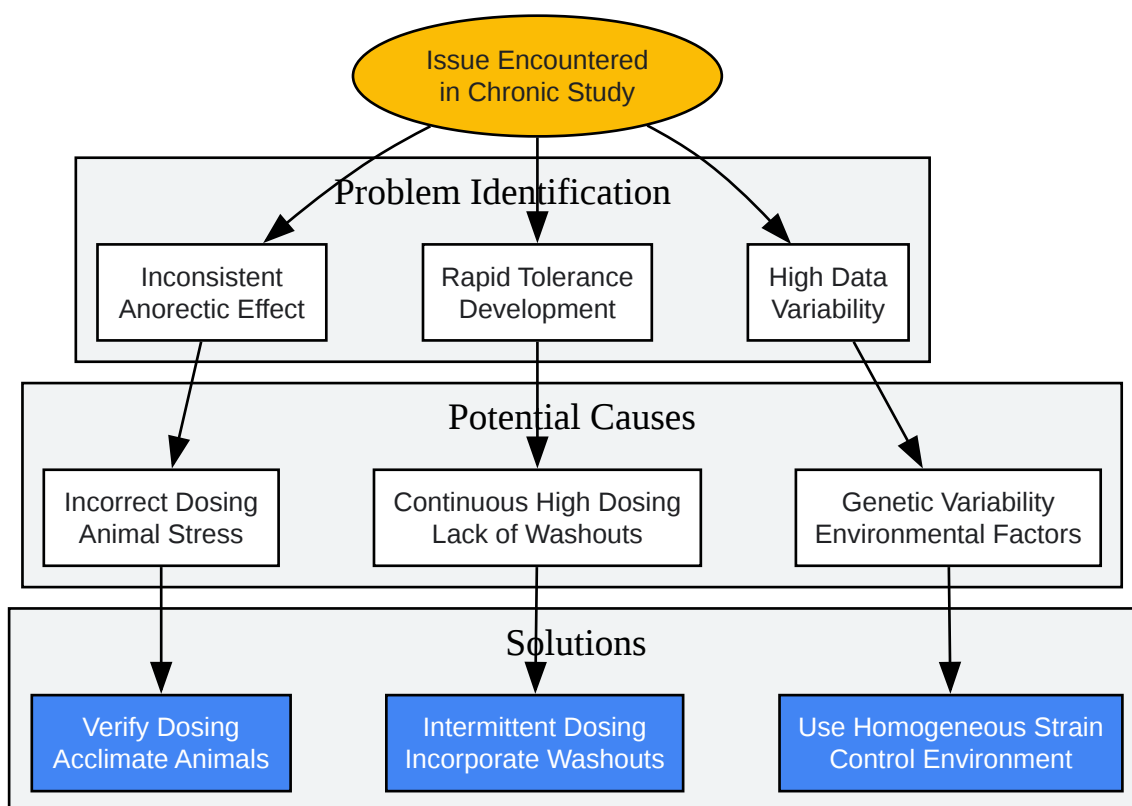 Issue Encountered
in Chronic Study
Problem Identification
Inconsistent
Anorectic Effect
Rapid Tolerance
Development
High Data
Variability
Potential Causes
Incorrect Dosing
Animal Stress
Continuous High Dosing
Lack of Washouts
Genetic Variability
Environmental Factors
Solutions
Verify Dosing
Acclimate Animals
Intermittent Dosing
Incorporate Washouts
Use Homogeneous Strain
Control Environment